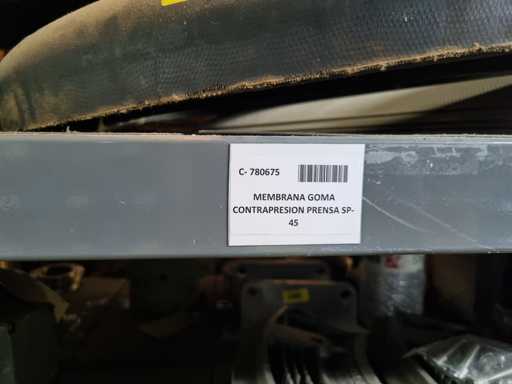 C- 780675
MEMBRANA GOMA
CONTRAPRESION PRENSA SP-
45